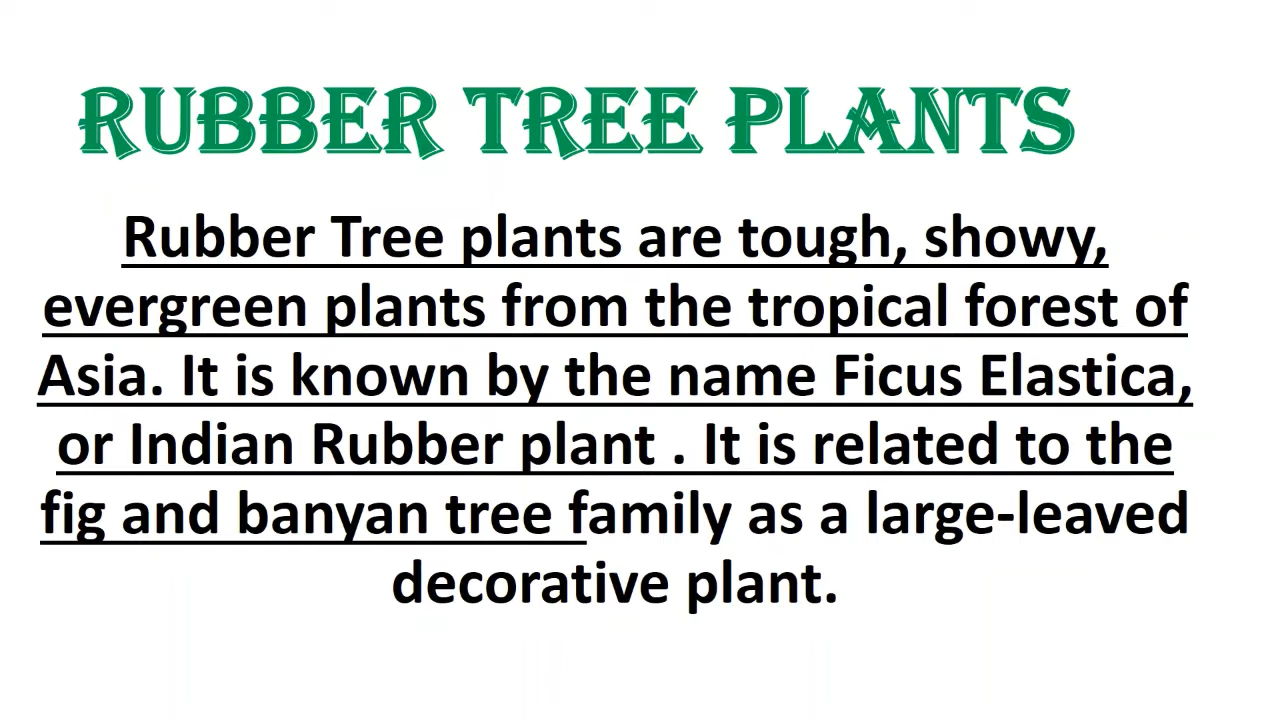 RUBBER TREE PLANTS
Rubber Tree plants are tough, showy,
evergreen plants from the tropical forest of
Asia. It is known by the name Ficus Elastica,
or Indian Rubber plant . It is related to the
fig and banyan tree family as a large-leaved
decorative plant.